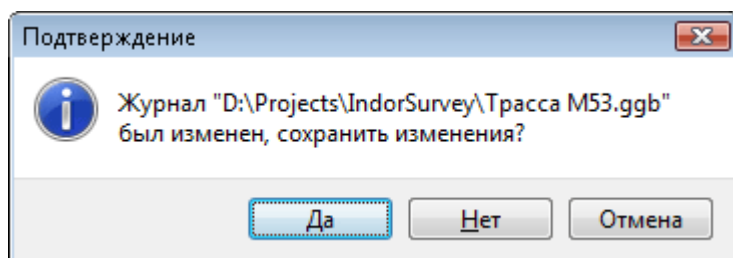 Подтверждение
Журнал "D:\Projects\IndorSurvey\Трасса М53.ggb"
был изменен, сохранить изменения?
Да Нет Отмена